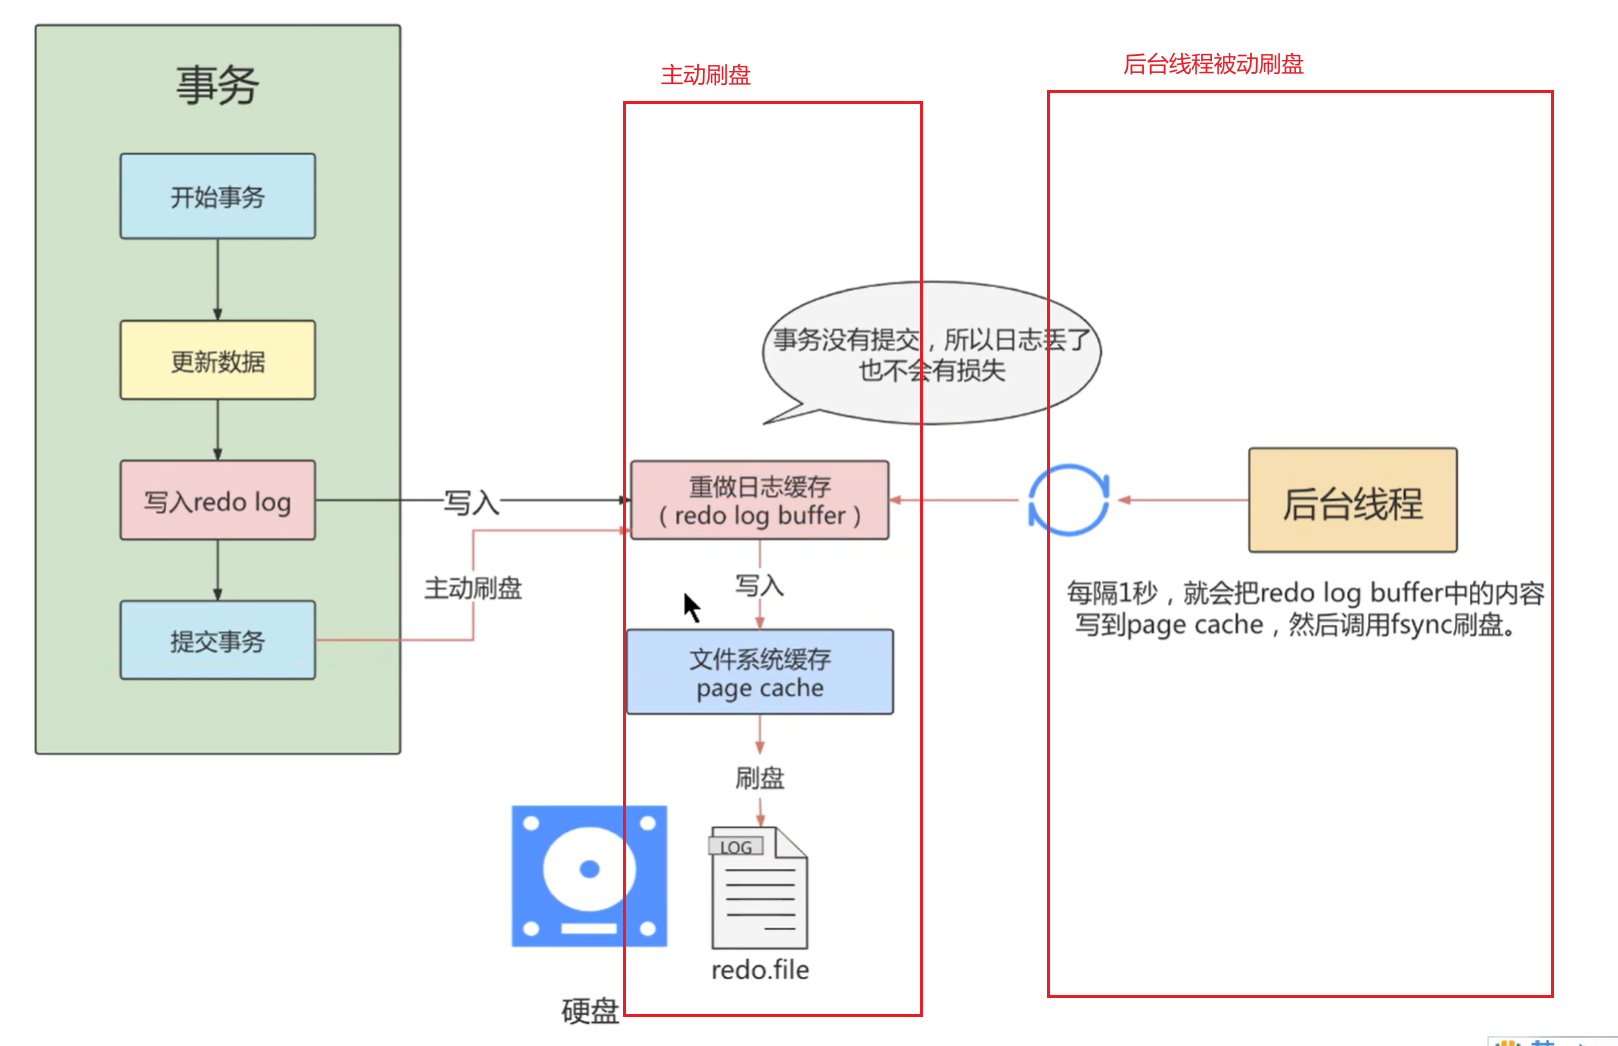 主动刷盘
后台线程被动刷盘
事务
开始事务
更新数据
写入redo log
提交事务
写入
主动刷盘
事务没有提交，所以日志丢了
也不会有损失
重做日志缓存
（redo log buffer）
写入
文件系统缓存
page cache
刷盘
LOG
redo.file
硬盘
后台线程
每隔1秒，就会把redo log buffer中的内容
写到page cache，然后调用fsync刷盘。